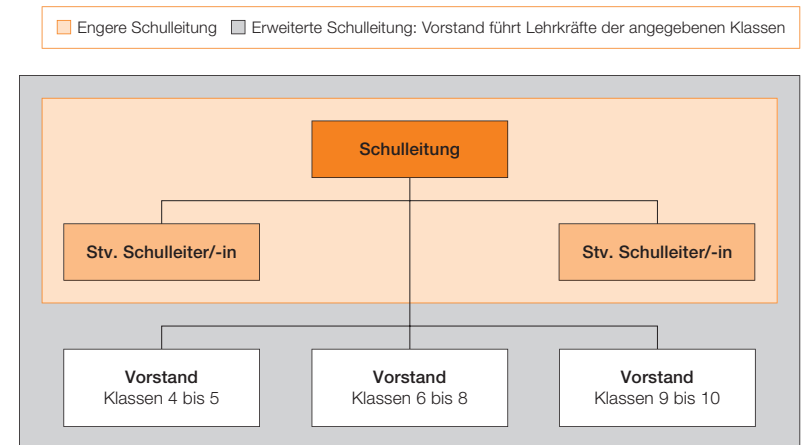 Engere Schulleitung Erweiterte Schulleitung: Vorstand führt Lehrkräfte der angegebenen Klassen
Schulleitung
Stv. Schulleiter/-in Stv. Schulleiter/-in
Vorstand Vorstand Vorstand
Klassen 4 bis 5 Klassen 6 bis 8 Klassen 9 bis 10